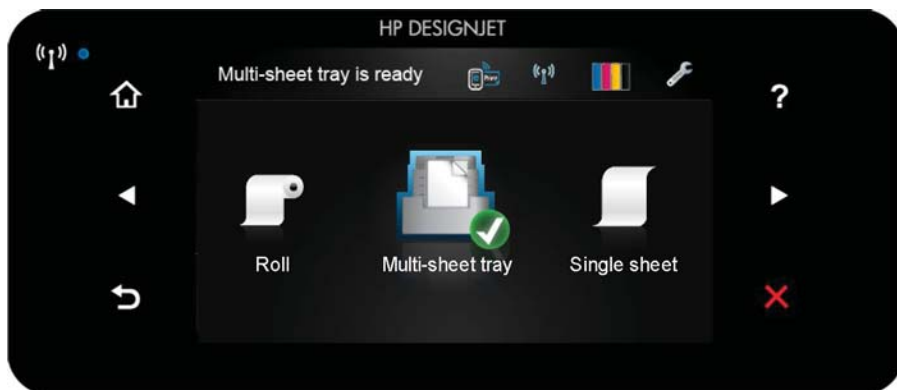 HP DESIGNJET
Multi-sheet tray is ready
?
Roll
Multi-sheet tray
Single sheet